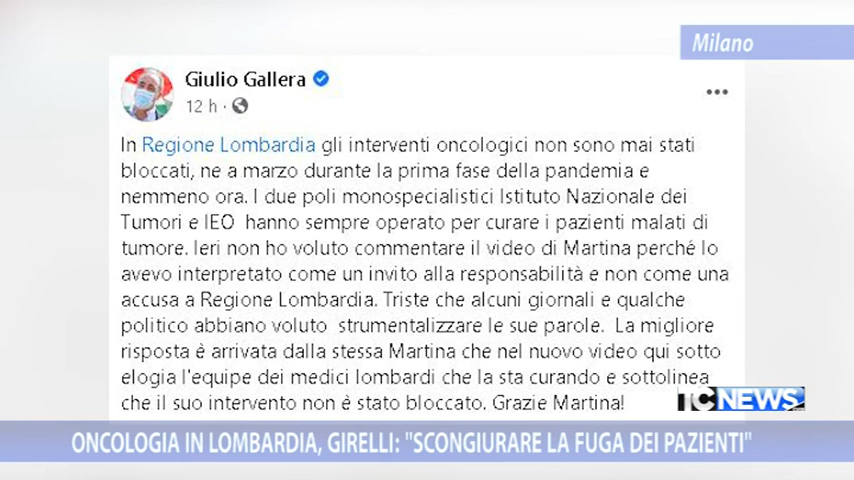 Milano
Giulio Gallera
12 h ·
In Regione Lombardia gli interventi oncologici non sono mai stati
bloccati, ne a marzo durante la prima fase della pandemia e
nemmeno ora. I due poli monospecialistici Istituto Nazionale dei
Tumori e IEO hanno sempre operato per curare i pazienti malati di
tumore. Ieri non ho voluto commentare il video di Martina perché lo
avevo interpretato come un invito alla responsabilità e non come una
accusa a Regione Lombardia. Triste che alcuni giornali e qualche
politico abbiano voluto strumentalizzare le sue parole. La migliore
risposta è arrivata dalla stessa Martina che nel nuovo video qui sotto
elogia l'equipe dei medici lombardi che la sta curando e sottolinea
che il suo intervento non è stato bloccato. Grazie Martina!
TC NEWS
ONCOLOGIA IN LOMBARDIA, GIRELLI: "SCONGIURARE LA FUGA DEI PAZIENTI"